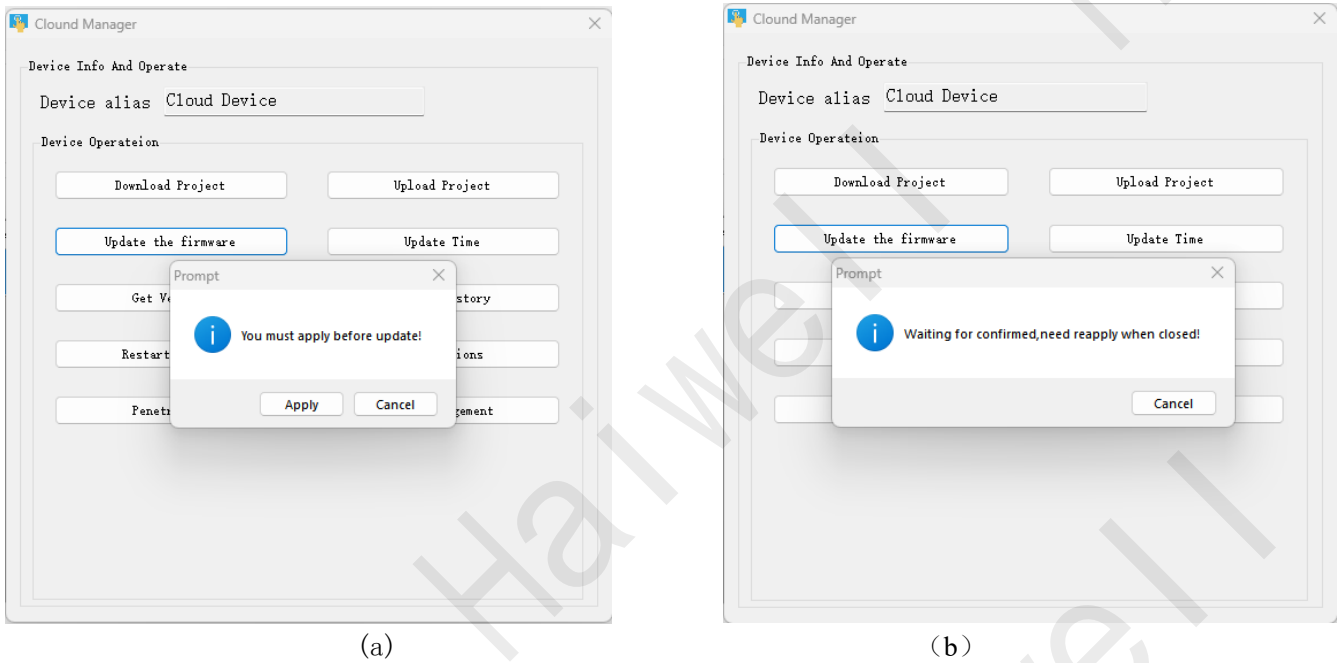 Clound Manager
Device Info And Operate
Device alias Cloud Device
Device Operateion
Download Project Upload Project
Update the firmware Update Time
Prompt
Get Ve story
You must apply before update!
Restart ions
Apply Cancel
Penetr gement
(a)
Clound Manager
Device Info And Operate
Device alias Cloud Device
Device Operateion
Download Project Upload Project
Update the firmware Update Time
Prompt
Waiting for confirmed,need reapply when closed!
Cancel
(b)
Haiwell